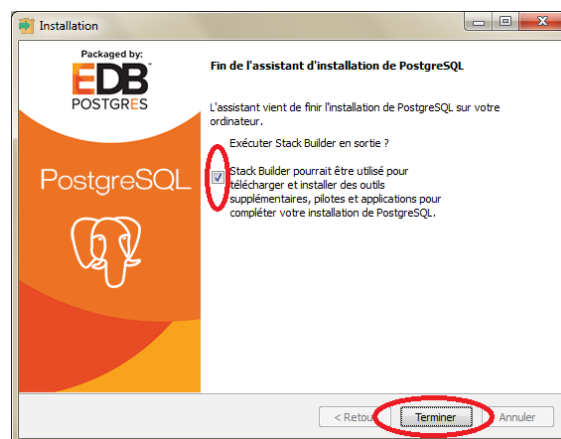 Installation
Packaged by:
EDB
POSTGRES
PostgreSQL
Fin de l'assistant d'installation de PostgreSQL
L'assistant vient de finir l'installation de PostgreSQL sur votre
ordinateur.
Exécuter Stack Builder en sortie ?
Stack Builder pourrait être utilisé pour
télécharger et installer des outils
supplémentaires, pilotes et applications pour
compléter votre installation de PostgreSQL.
< Retour
Terminer
Annuler